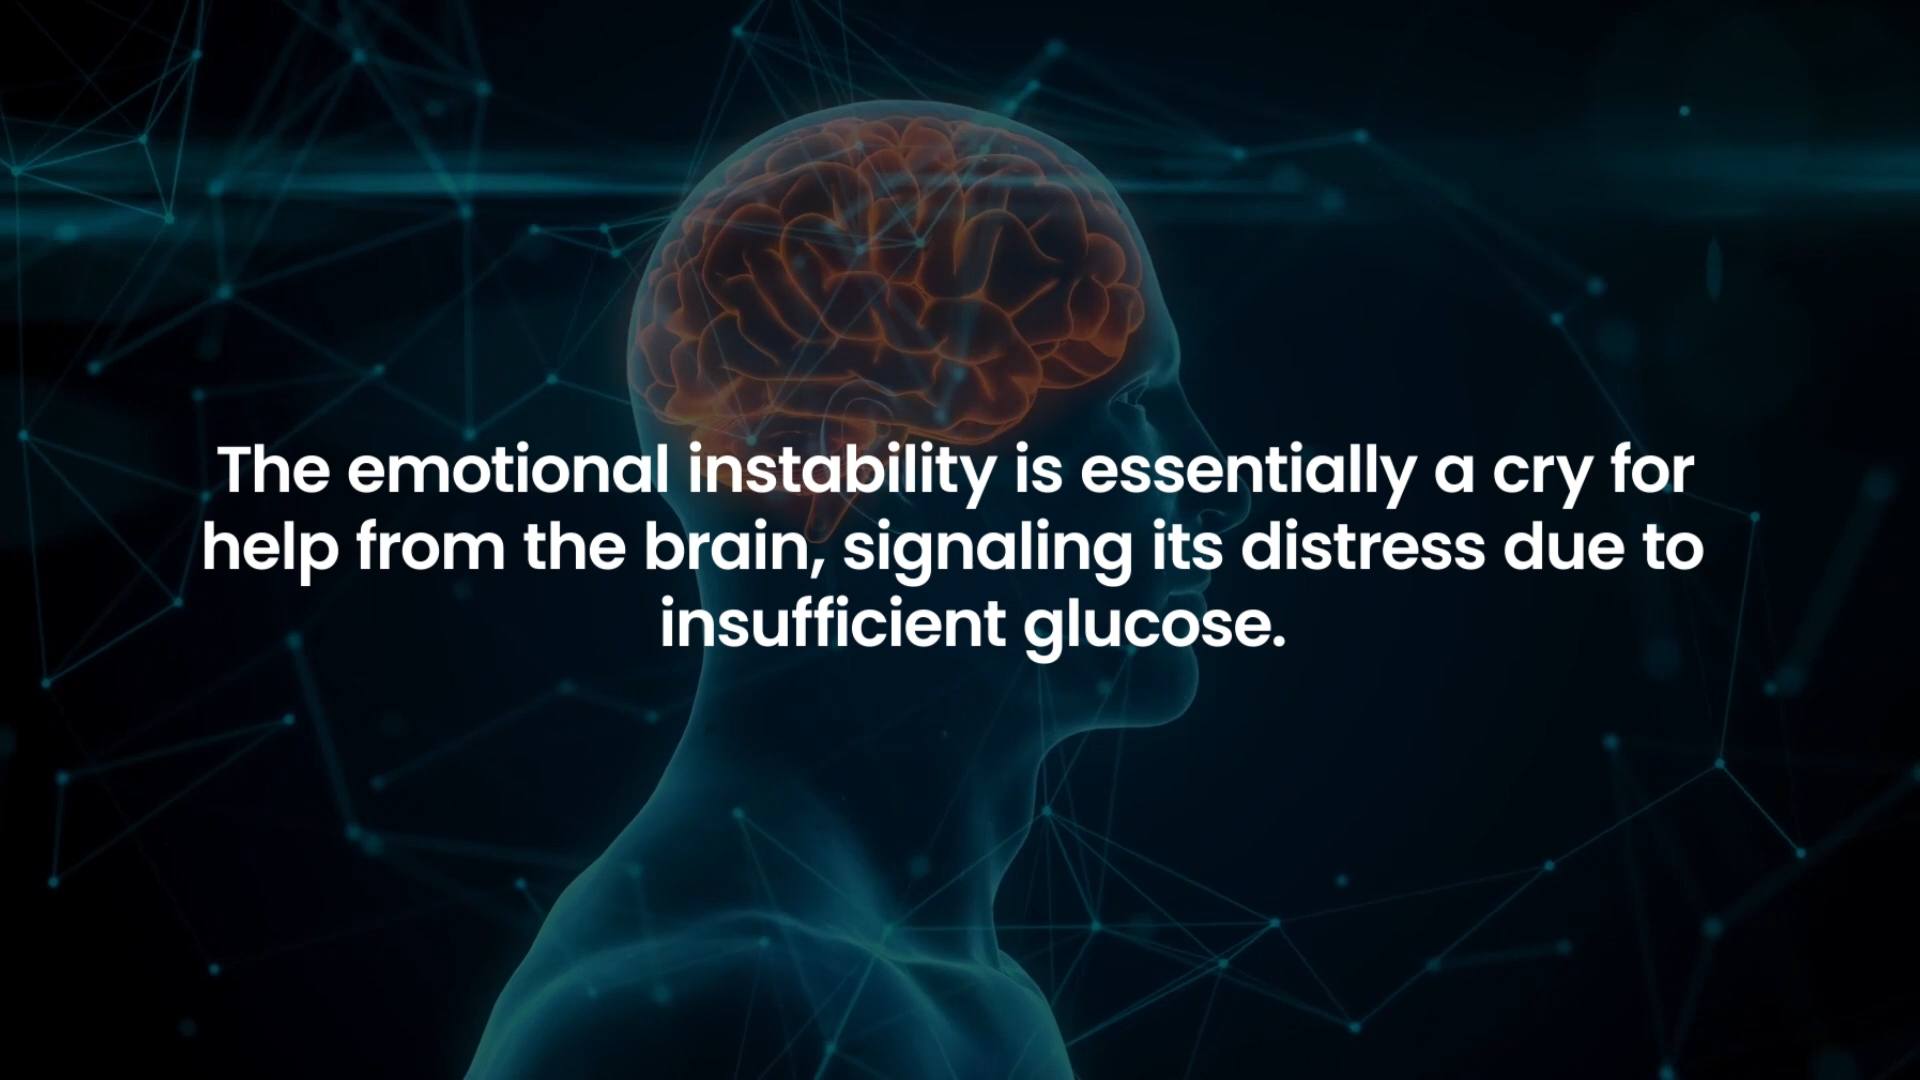 The emotional instability is essentially a cry for
help from the brain, signaling its distress due to
insufficient glucose.